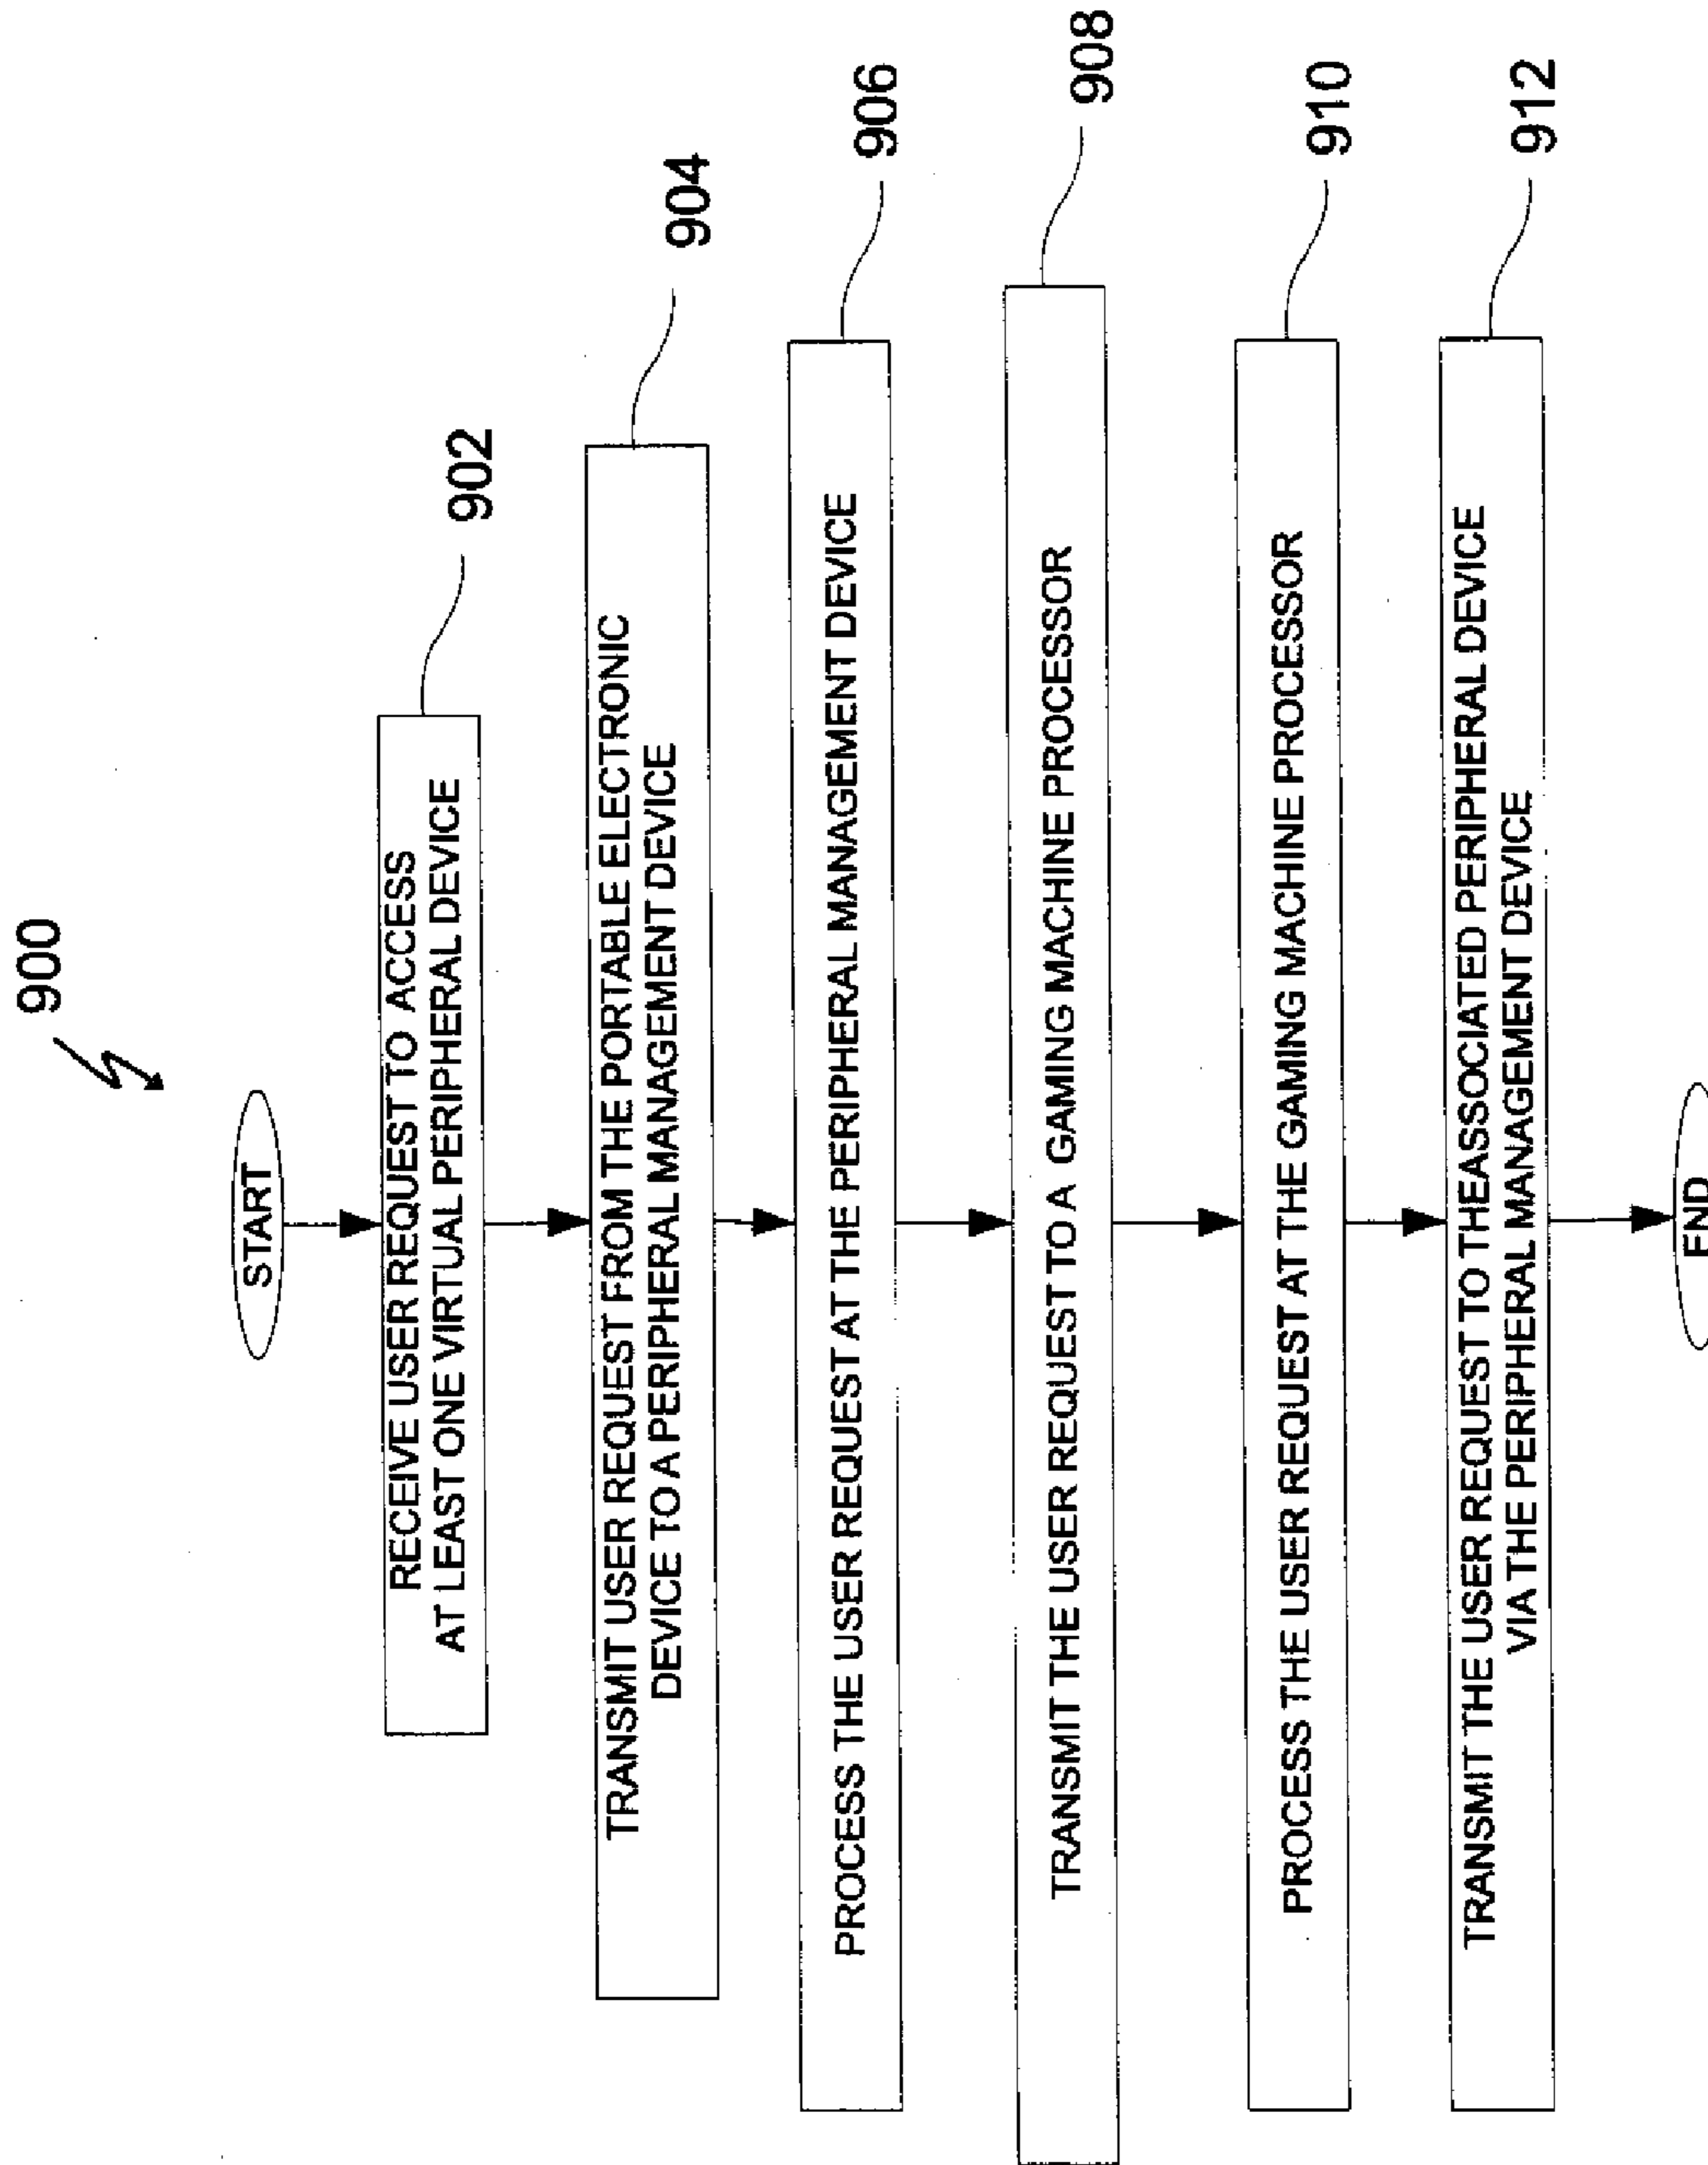 900
START
RECEIVE USER REQUEST TO ACCESS
AT LEAST ONE VIRTUAL PERIPHERAL DEVICE
902
TRANSMIT USER REQUEST FROM THE PORTABLE ELECTRONIC
DEVICE TO A PERIPHERAL MANAGEMENT DEVICE
904
PROCESS THE USER REQUEST AT THE PERIPHERAL MANAGEMENT DEVICE
906
TRANSMIT THE USER REQUEST TO A GAMING MACHINE PROCESSOR
908
PROCESS THE USER REQUEST AT THE GAMING MACHINE PROCESSOR
910
TRANSMIT THE USER REQUEST TO THEASSOCIATED PERIPHERAL DEVICE
VIA THE PERIPHERAL MANAGEMENT DEVICE
912
END